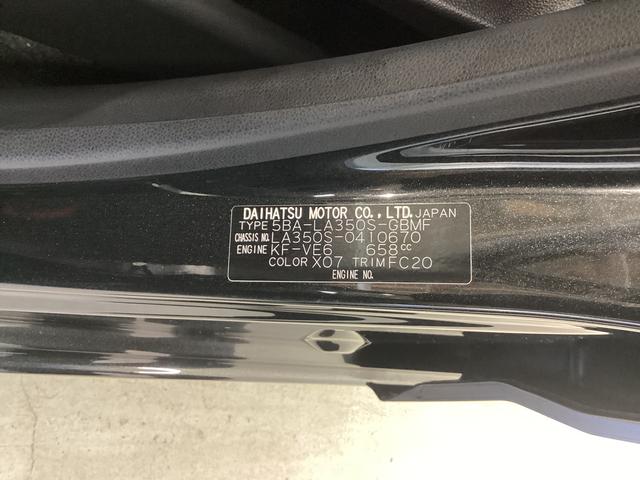 DAIHATSU MOTOR CO., LTD. JAPAN
TYPE 5BA-LA350S-GBMF
CHASSIS NO. LA350S-0410670
ENGINE KF-VE6 658cc
COLOR X07 TRIM FC20
ENGINE NO.